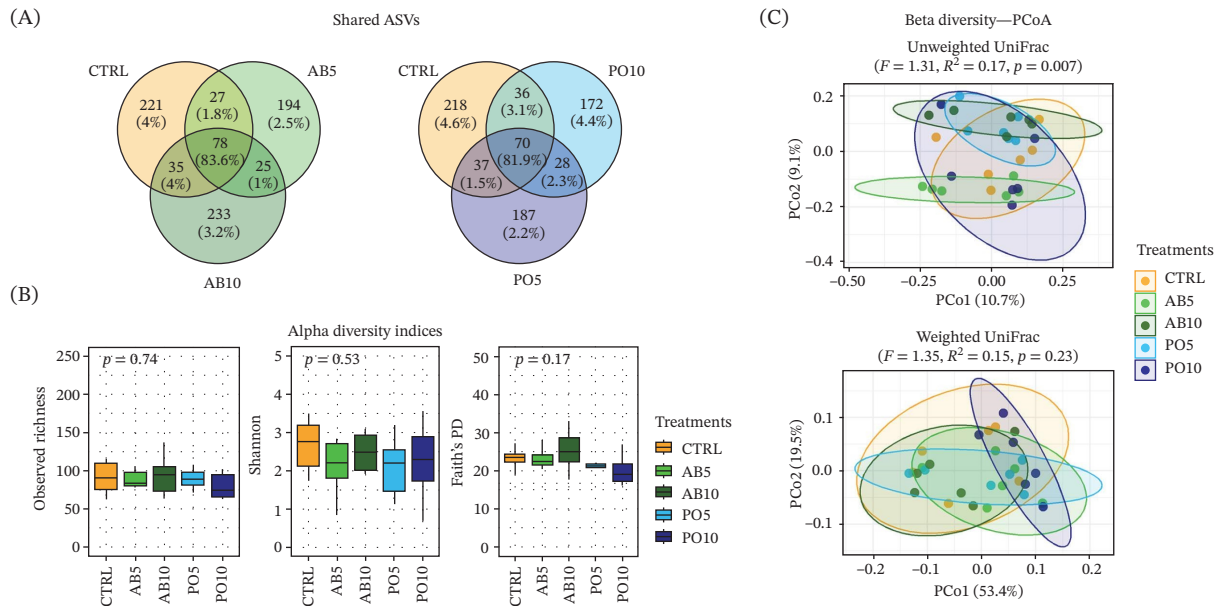 (A)
Shared ASVs
CTRL
AB5
221
(4%)
27
(1.8%)
194
(2.5%)
78
(83.6%)
35
(4%)
25
(1%)
233
(3.2%)
AB10
CTRL
PO10
218
(4.6%)
36
(3.1%)
172
(4.4%)
70
(81.9%)
37
(1.5%)
28
(2.3%)
187
(2.2%)
PO5
(B)
Alpha diversity indices
Observed richness
250
200
150
100
50
0
p = 0.74
CTRL
AB5
AB10
PO5
PO10
Shannon
5
4
3
2
1
0
p = 0.53
CTRL
AB5
AB10
PO5
PO10
Faith's PD
50
40
30
20
10
0
p = 0.17
CTRL
AB5
AB10
PO5
PO10
Treatments
CTRL
AB5
AB10
PO5
PO10
(C)
Beta diversity—PCoA
Unweighted UniFrac
(F = 1.31, R² = 0.17, p = 0.007)
PCo2 (9.1%)
0.2
0.0
−0.2
−0.4
−0.50
−0.25
0.00
0.25
PCo1 (10.7%)
Weighted UniFrac
(F = 1.35, R² = 0.15, p = 0.23)
PCo2 (19.5%)
0.1
0.0
−0.1
−0.2
−0.1
0.0
0.1
0.2
PCo1 (53.4%)
Treatments
CTRL
AB5
AB10
PO5
PO10